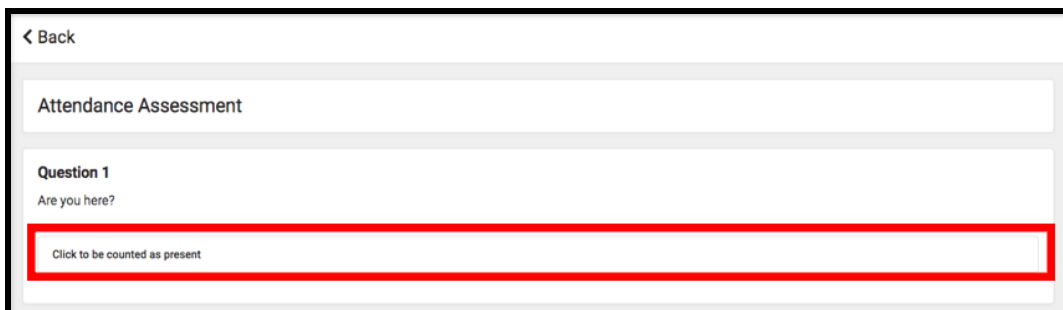 Back
Attendance Assessment
Question 1
Are you here?
Click to be counted as present